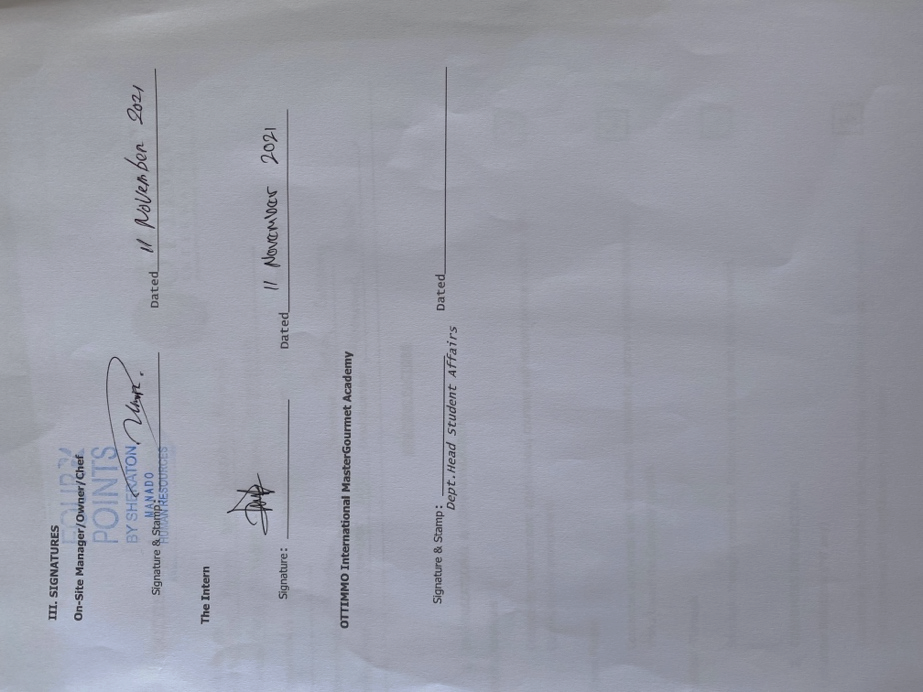 III. SIGNATURES
On-Site Manager/Owner/Chef
FOUR
POINTS
BY SHERATON
MANADO
HUMAN RESOURCES
Signature & Stamp: Dated 11 November 2021
The Intern
Signature: Dated 11 November 2021
OTTIMMO International MasterGourmet Academy
Signature & Stamp: Dated
Dept.Head Student Affairs